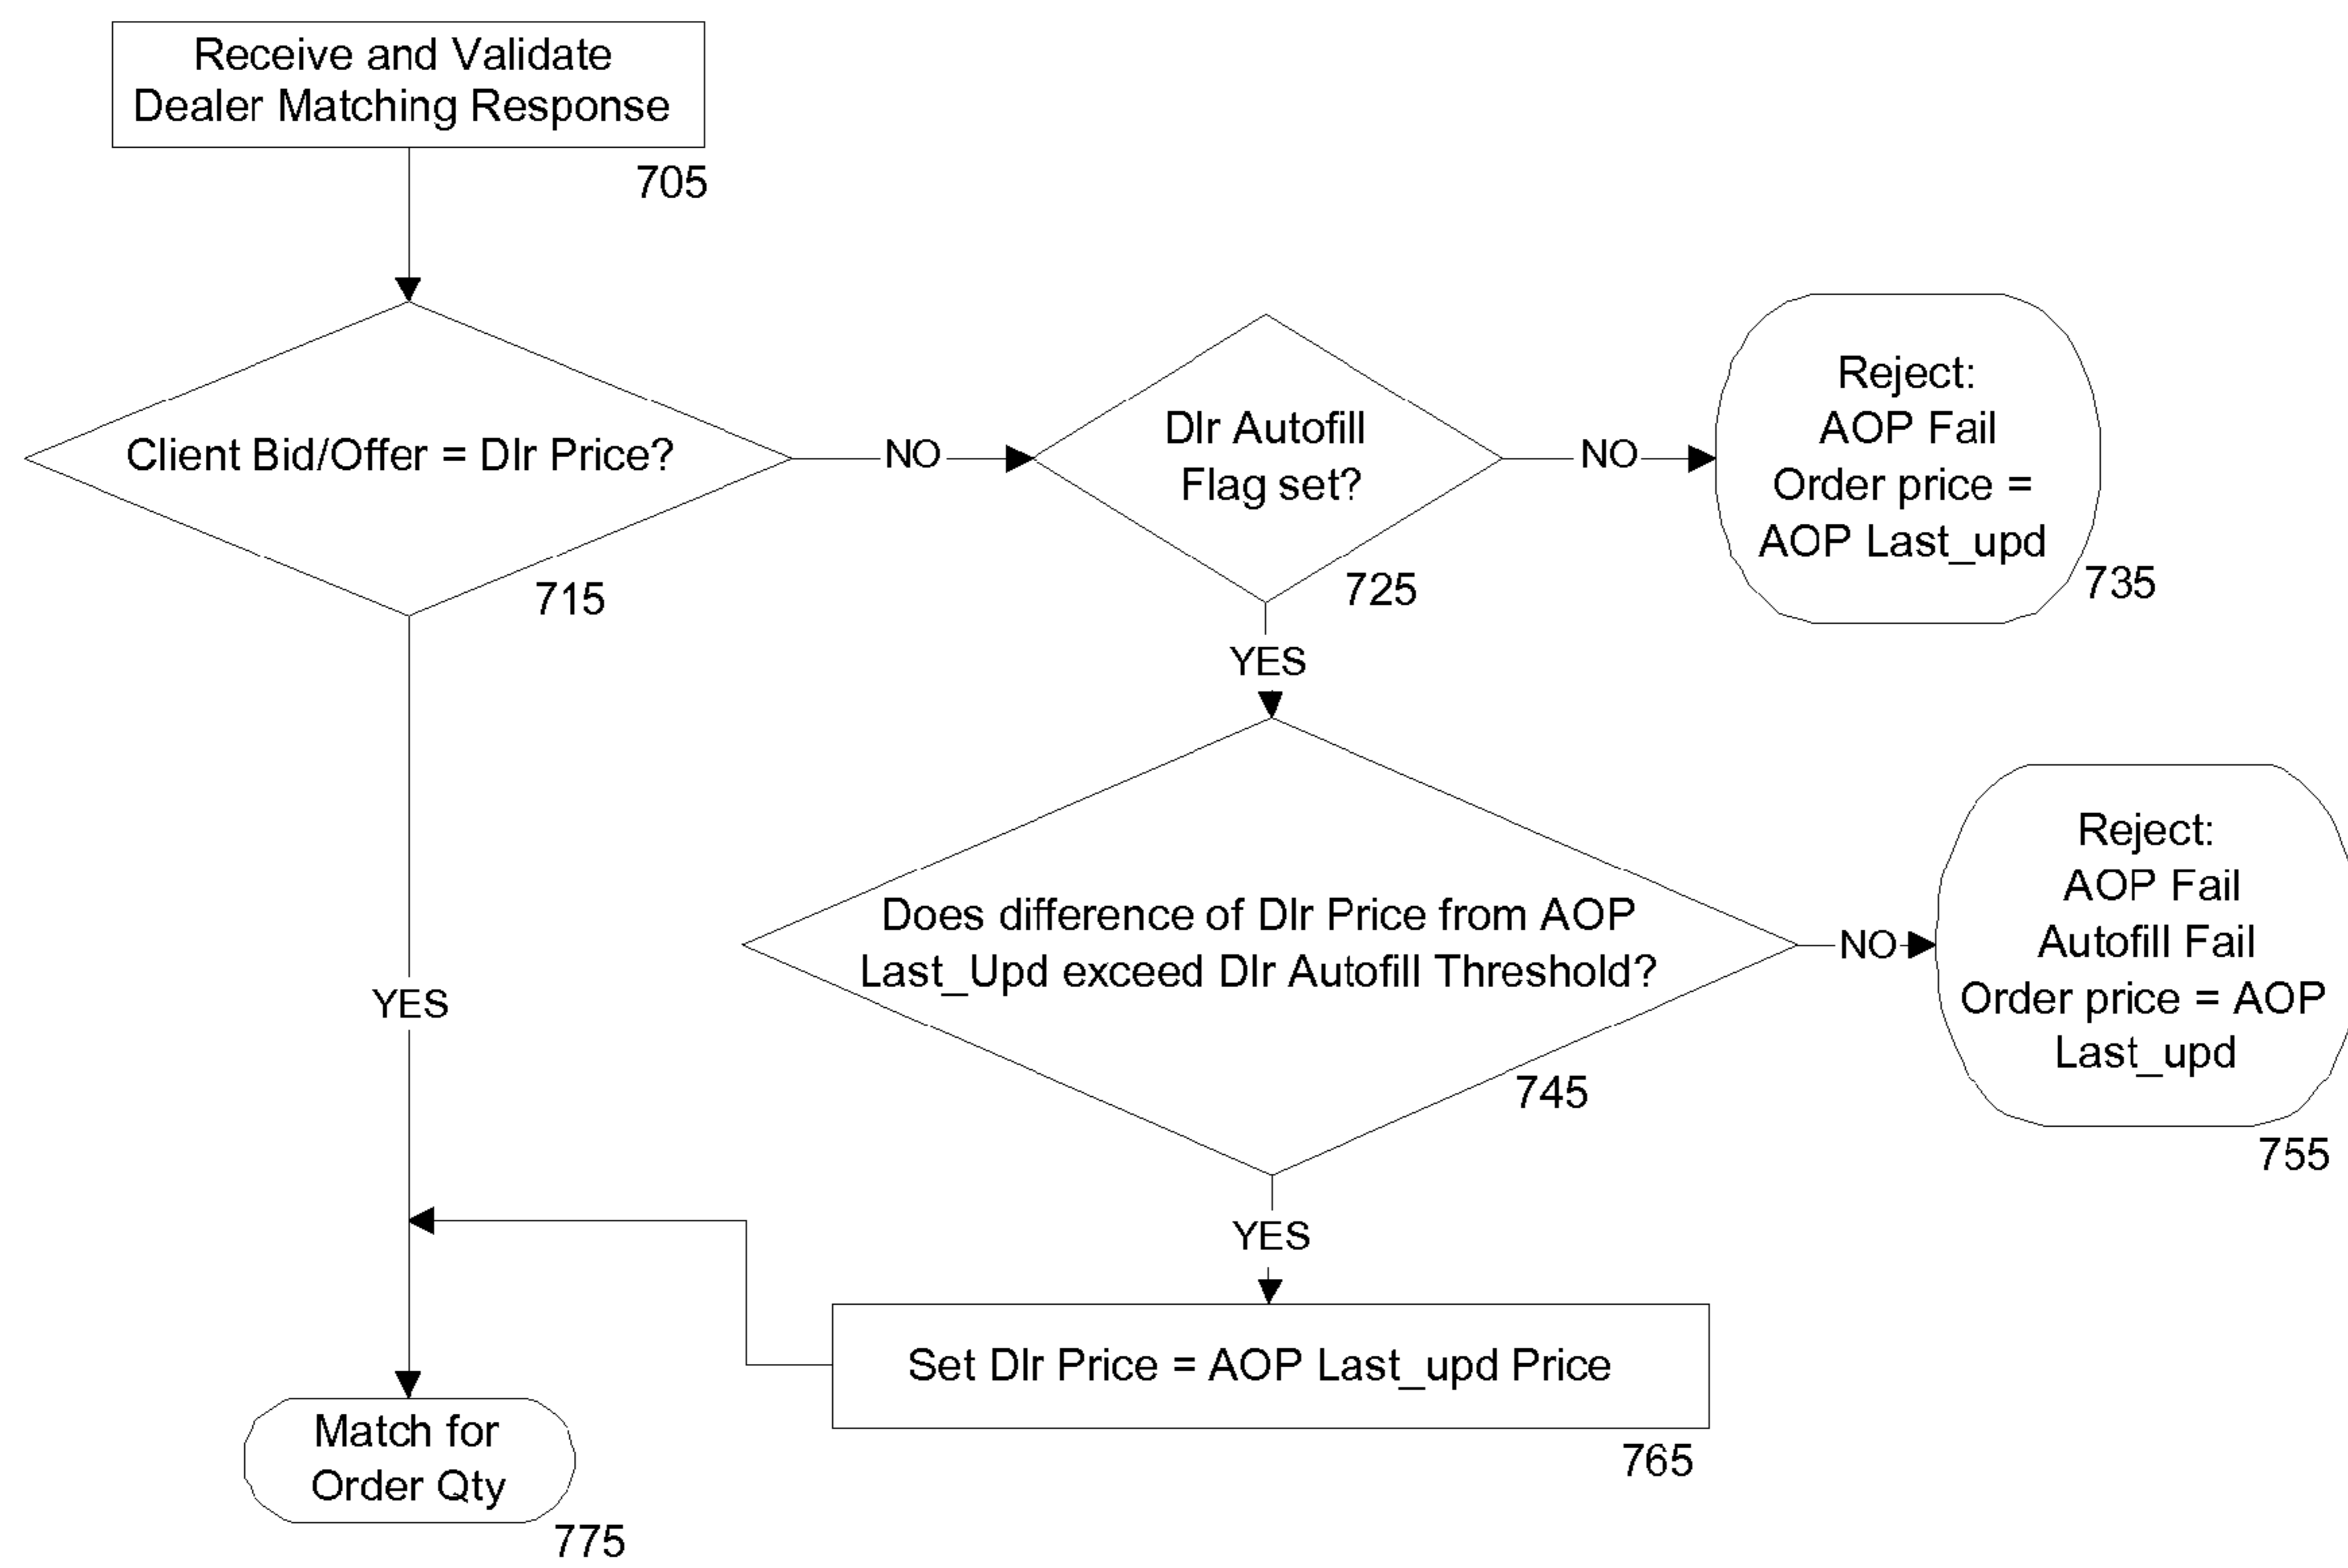 Receive and Validate
Dealer Matching Response
705
Client Bid/Offer = Dlr Price?
715
NO
Dlr Autofill
Flag set?
725
NO
Reject:
AOP Fail
Order price =
AOP Last_upd
735
YES
Does difference of Dlr Price from AOP
Last_Upd exceed Dlr Autofill Threshold?
745
NO
Reject:
AOP Fail
Autofill Fail
Order price = AOP
Last_upd
755
YES
YES
Set Dlr Price = AOP Last_upd Price
765
Match for
Order Qty
775